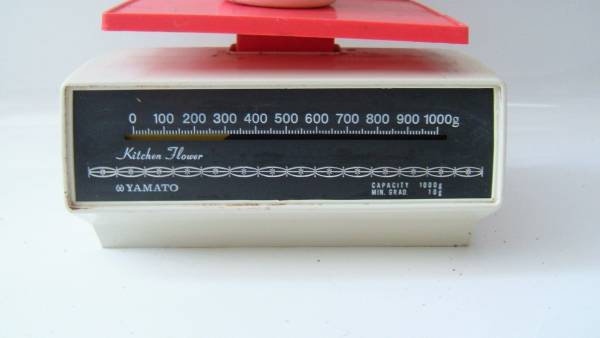 0 100 200 300 400 500 600 700 800 900 1000g
Kitchen Flower
YAMATO
CAPACITY 1000g
MIN. GRAD. 10g